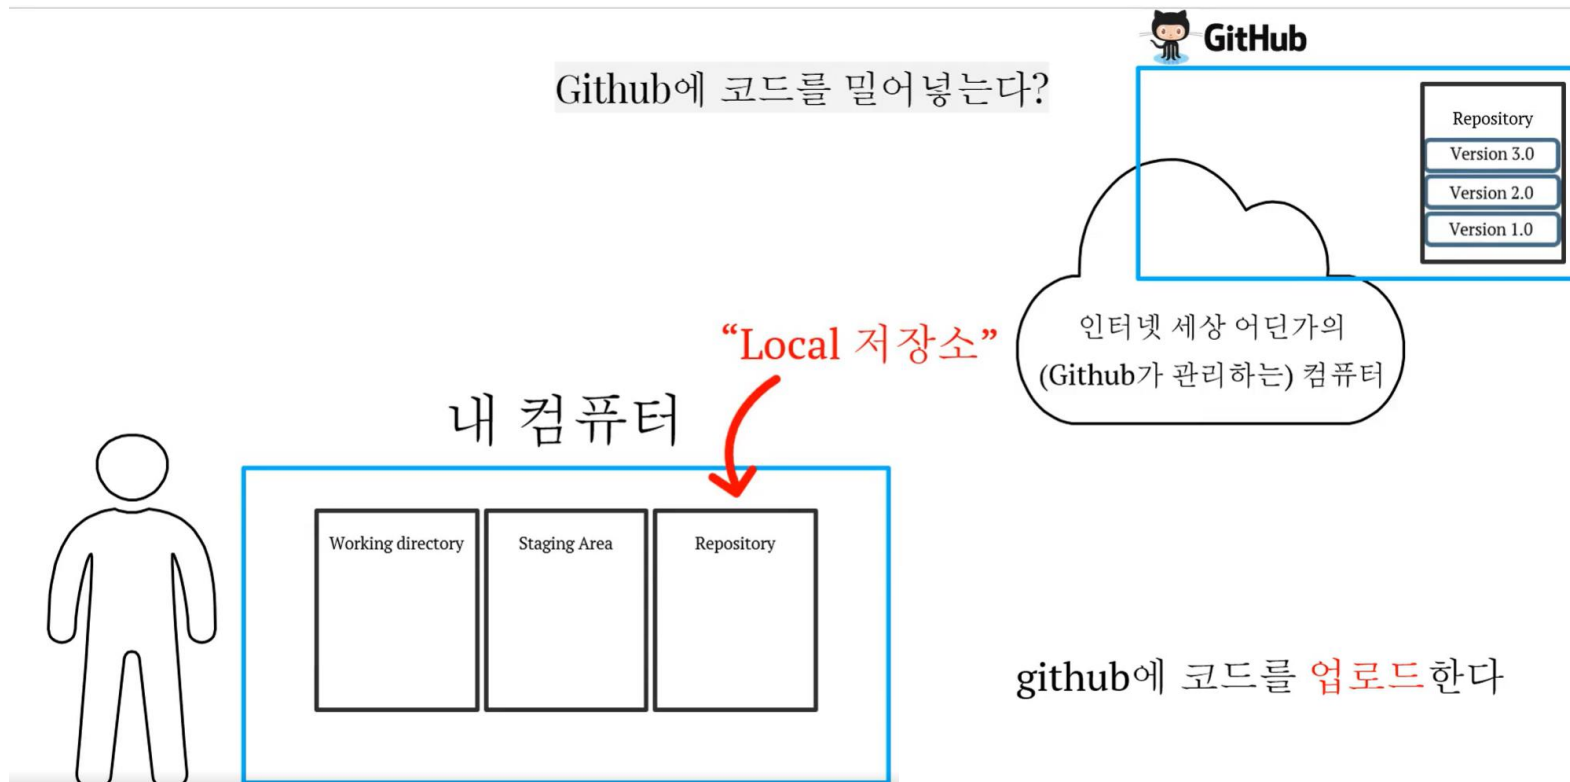 GitHub
Github에 코드를 밀어넣는다?
Repository
Version 3.0
Version 2.0
Version 1.0
인터넷 세상 어딘가의
(Github가 관리하는) 컴퓨터
“Local 저장소”
내 컴퓨터
Working directory
Staging Area
Repository
github에 코드를 업로드한다